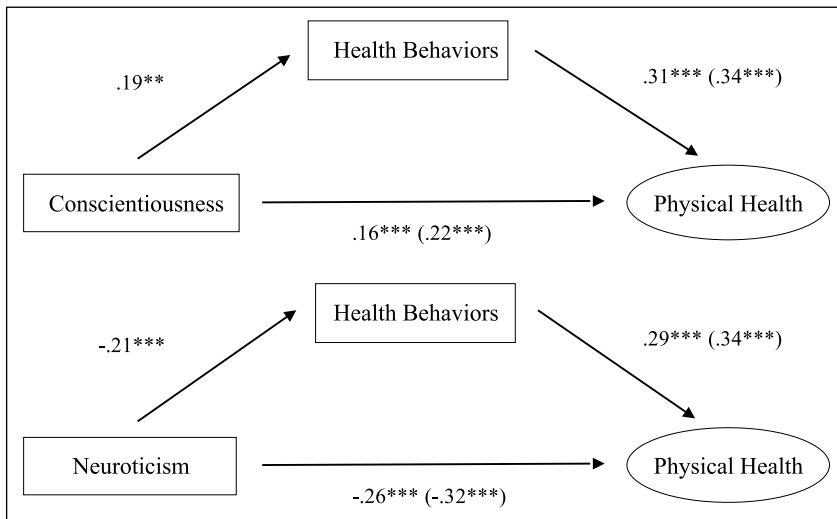 Health Behaviors
.19**
.31*** (.34***)
Conscientiousness
Physical Health
.16*** (.22***)
Health Behaviors
-.21***
.29*** (.34***)
Neuroticism
Physical Health
-.26*** (-.32***)